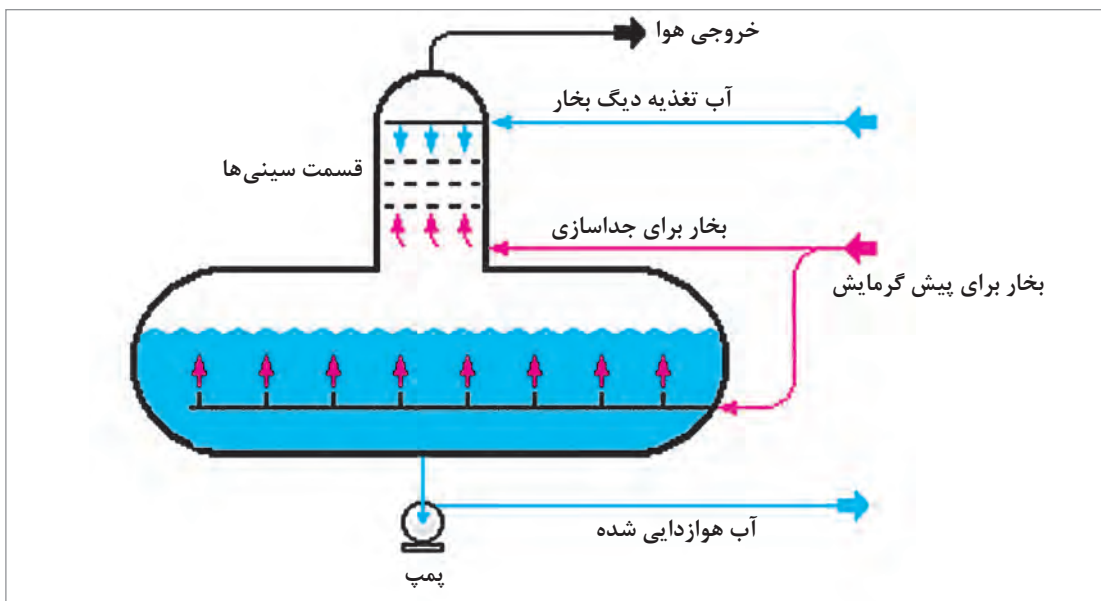 خروجی هوا
آب تغذیه دیگ بخار
قسمت سینی‌ها
بخار برای جداسازی
بخار برای پیش گرمایش
آب هوازدایی شده
پمپ